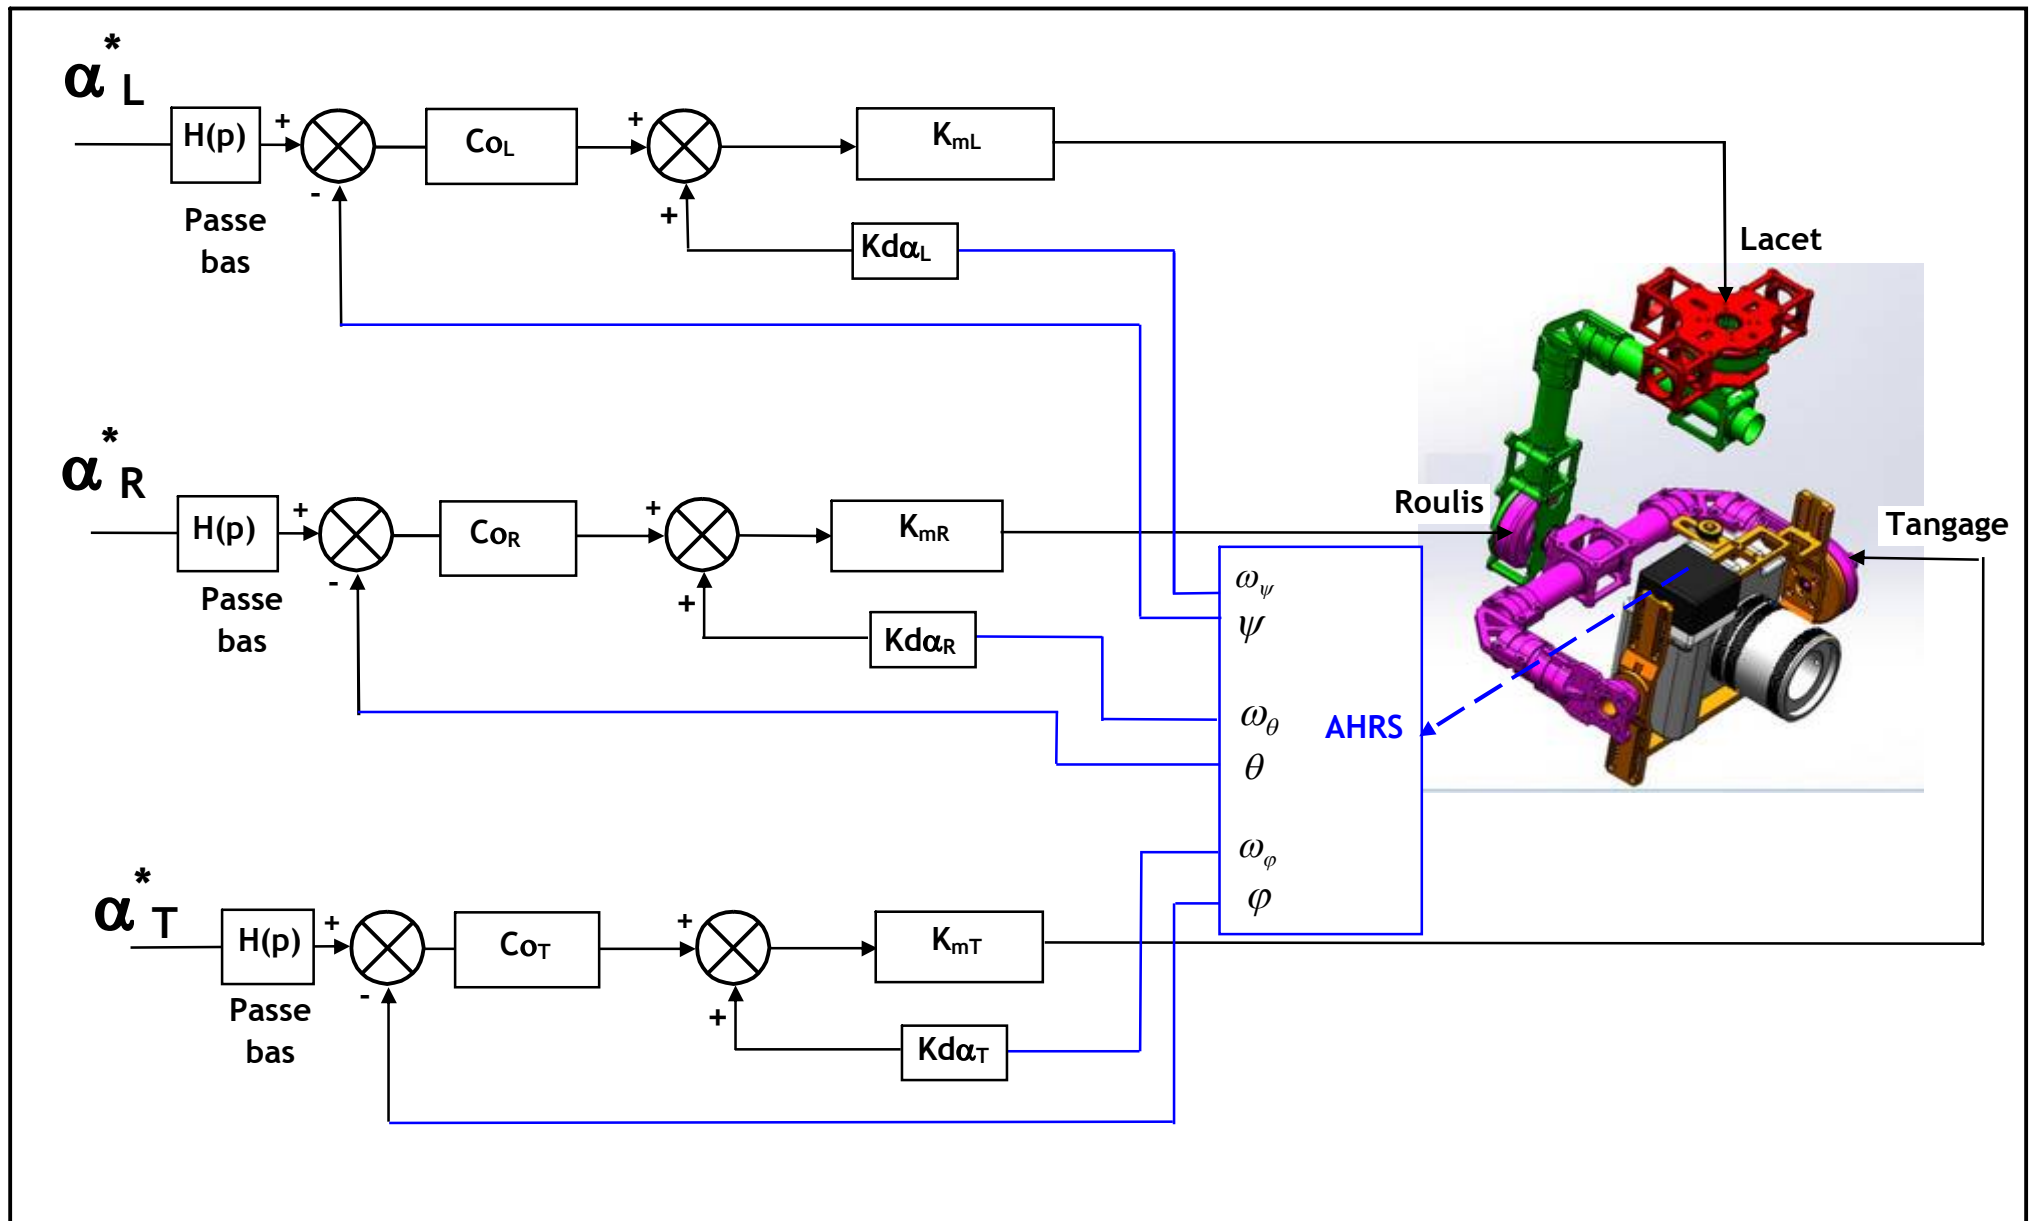 α*L
H(p)
+
-
CoL
+
+
KmL
Passe
bas
KdαL
Lacet
α*R
H(p)
+
-
CoR
+
+
KmR
Roulis
Tangage
Passe
bas
KdαR
ωψ
ψ
ωθ
θ
AHRS
ωφ
φ
α*T
H(p)
+
-
CoT
+
+
KmT
Passe
bas
KdαT